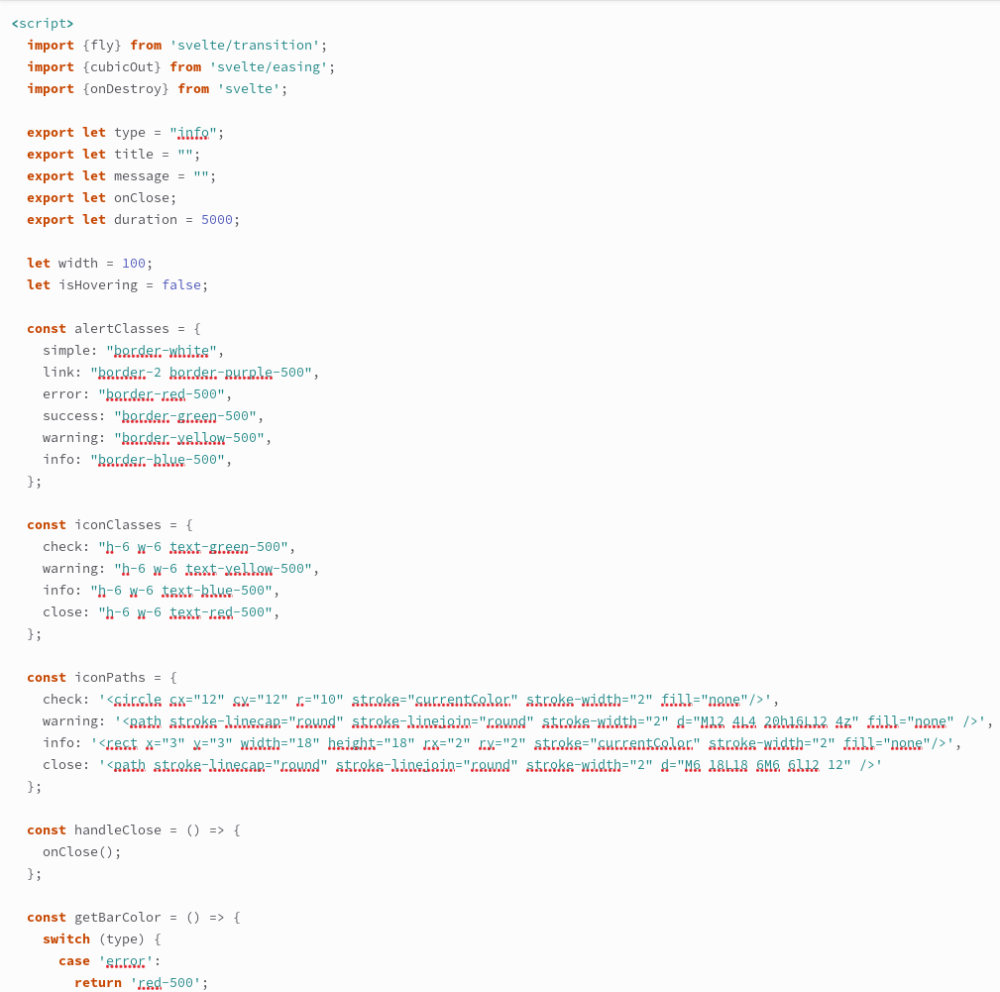 <script>
  import {fly} from 'svelte/transition';
  import {cubicOut} from 'svelte/easing';
  import {onDestroy} from 'svelte';

  export let type = "info";
  export let title = "";
  export let message = "";
  export let onClose;
  export let duration = 5000;

  let width = 100;
  let isHovering = false;

  const alertClasses = {
    simple: "border-white",
    link: "border-2 border-purple-500",
    error: "border-red-500",
    success: "border-green-500",
    warning: "border-yellow-500",
    info: "border-blue-500",
  };

  const iconClasses = {
    check: "h-6 w-6 text-green-500",
    warning: "h-6 w-6 text-yellow-500",
    info: "h-6 w-6 text-blue-500",
    close: "h-6 w-6 text-red-500",
  };

  const iconPaths = {
    check: '<circle cx="12" cy="12" r="10" stroke="currentColor" stroke-width="2" fill="none"/>',
    warning: '<path stroke-linecap="round" stroke-linejoin="round" stroke-width="2" d="M12 4L4 20h16L12 4z" fill="none" />',
    info: '<rect x="3" y="3" width="18" height="18" rx="2" ry="2" stroke="currentColor" stroke-width="2" fill="none"/>',
    close: '<path stroke-linecap="round" stroke-linejoin="round" stroke-width="2" d="M6 18L18 6M6 6l12 12" />'
  };

  const handleClose = () => {
    onClose();
  };

  const getBarColor = () => {
    switch (type) {
      case 'error':
        return 'red-500';